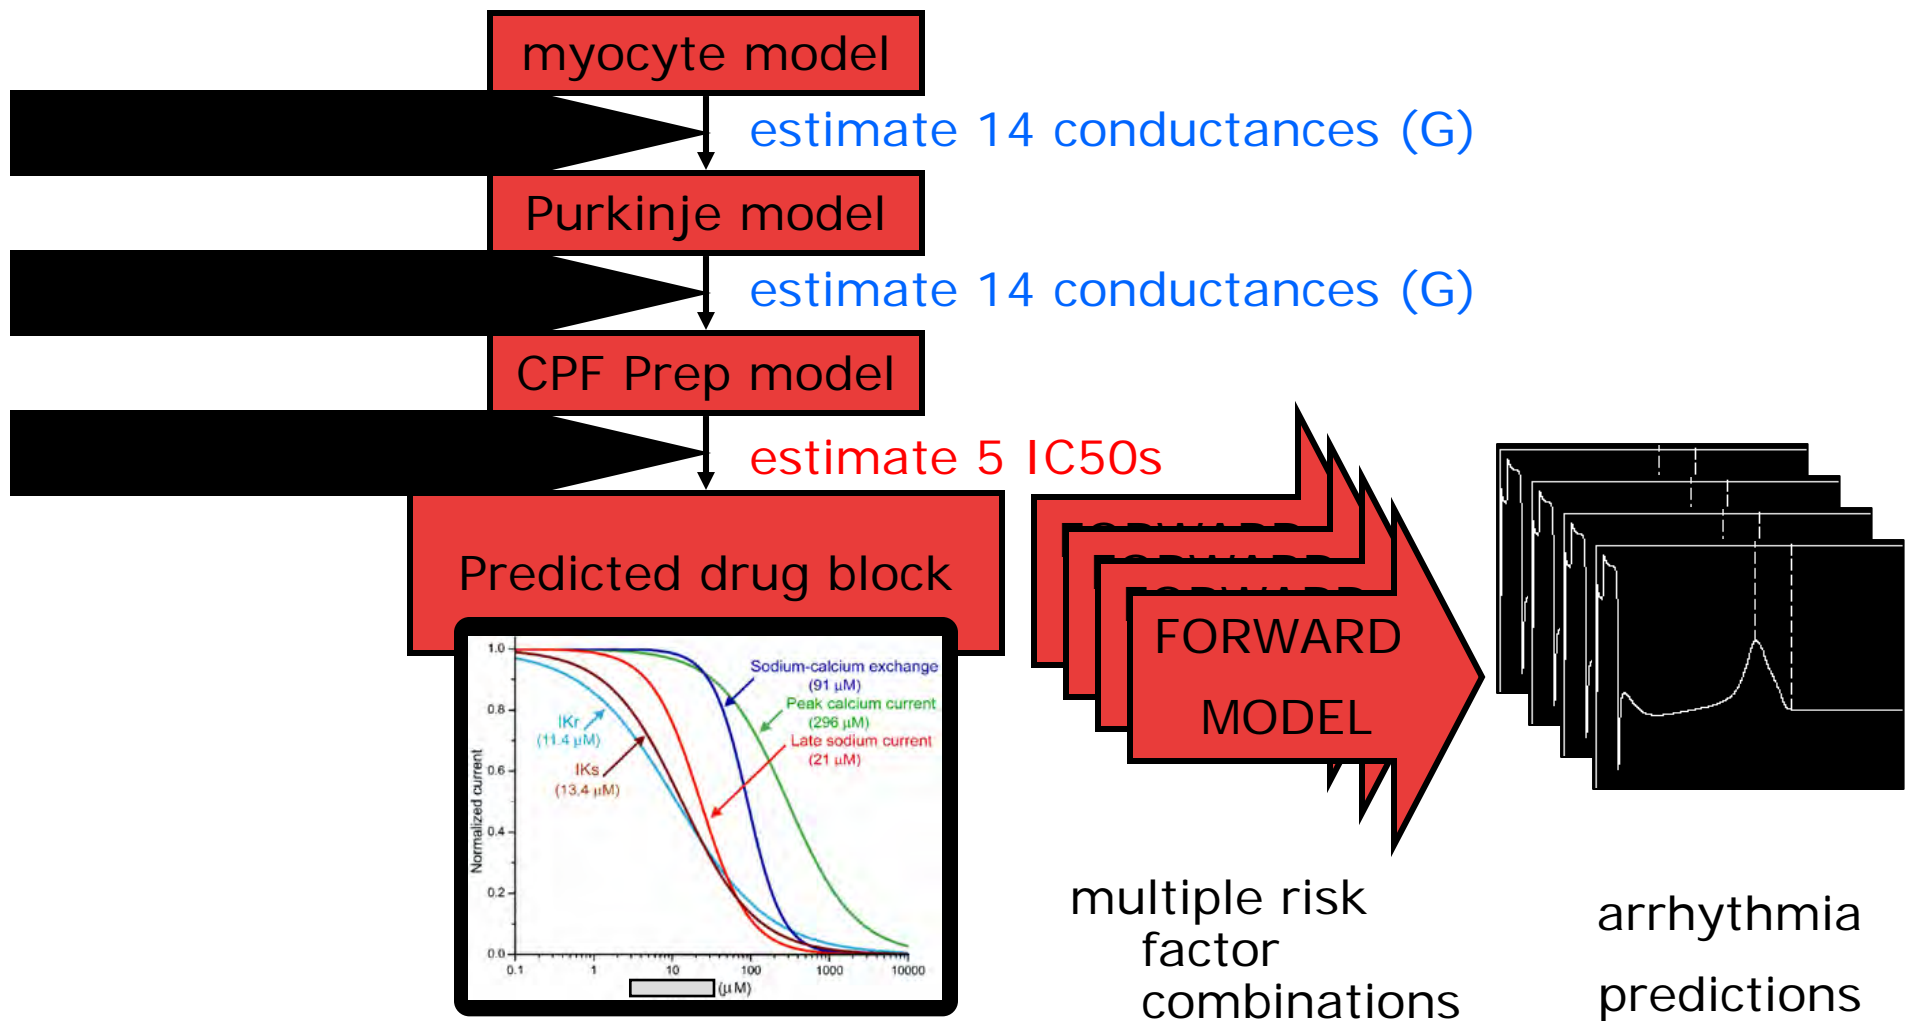 myocyte model
estimate 14 conductances (G)
Purkinje model
estimate 14 conductances (G)
CPF Prep model
estimate 5 IC50s
Predicted drug block
1.0
0.8
0.6
0.4
0.2
0.0
Normalized current
Sodium-calcium exchange
(91 μM)
Peak calcium current
(296 μM)
Late sodium current
(21 μM)
IKr
(11.4 μM)
IKs
(13.4 μM)
0.1
1
10
100
1000
10000
(μM)
FORWARD
FORWARD
FORWARD
FORWARD
MODEL
multiple risk
factor
combinations
arrhythmia
predictions